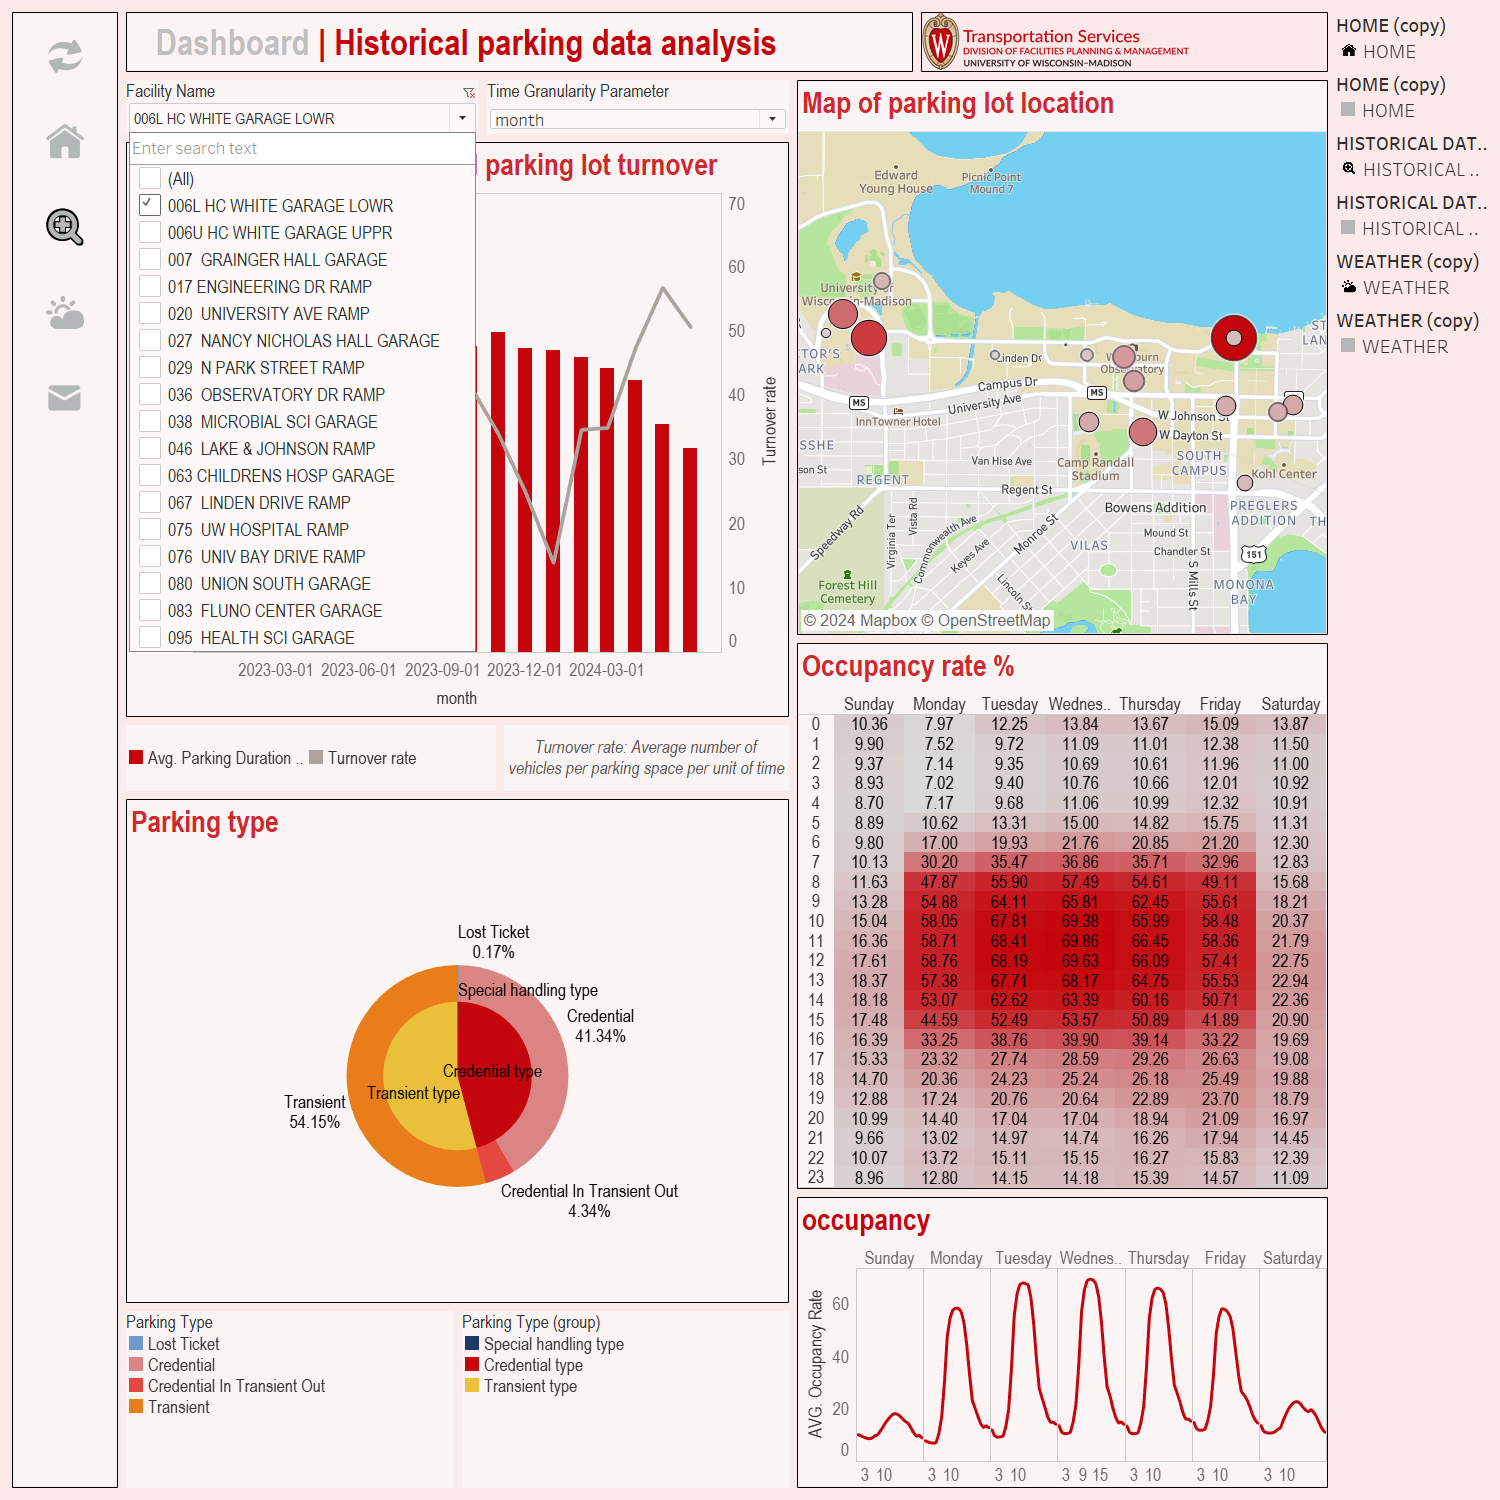 Dashboard | Historical parking data analysis
Transportation Services
DIVISION OF FACILITIES PLANNING & MANAGEMENT
UNIVERSITY OF WISCONSIN–MADISON
HOME (copy)
HOME
HOME (copy)
HOME
HISTORICAL DAT..
HISTORICAL ..
HISTORICAL DAT..
HISTORICAL ..
WEATHER (copy)
WEATHER
WEATHER (copy)
WEATHER
Facility Name
006L HC WHITE GARAGE LOWR
Time Granularity Parameter
month
Enter search text
(All)
006L HC WHITE GARAGE LOWR
006U HC WHITE GARAGE UPPR
007 GRAINGER HALL GARAGE
017 ENGINEERING DR RAMP
020 UNIVERSITY AVE RAMP
027 NANCY NICHOLAS HALL GARAGE
029 N PARK STREET RAMP
036 OBSERVATORY DR RAMP
038 MICROBIAL SCI GARAGE
046 LAKE & JOHNSON RAMP
063 CHILDRENS HOSP GARAGE
067 LINDEN DRIVE RAMP
075 UW HOSPITAL RAMP
076 UNIV BAY DRIVE RAMP
080 UNION SOUTH GARAGE
083 FLUNO CENTER GARAGE
095 HEALTH SCI GARAGE
parking lot turnover
70
60
50
40
30
20
10
0
Turnover rate
2023-03-01 2023-06-01 2023-09-01 2023-12-01 2024-03-01
month
Avg. Parking Duration ..
Turnover rate
Turnover rate: Average number of
vehicles per parking space per unit of time
Parking type
Lost Ticket
0.17%
Special handling type
Credential
41.34%
Credential type
Transient type
Transient
54.15%
Credential In Transient Out
4.34%
Parking Type
Lost Ticket
Credential
Credential In Transient Out
Transient
Parking Type (group)
Special handling type
Credential type
Transient type
Map of parking lot location
Edward
Young House
Picnic Point
Mound 7
University of
Wisconsin-Madison
ST
LAN
TOR'S
ARK
Linden Dr
Observatory
Campus Dr
University Ave
MS
MS
InnTowner Hotel
W Johnson St
W Dayton St
SSHE
son St
Van Hise Ave
Camp Randall
Stadium
SOUTH
CAMPUS
Kohl Center
REGENT
Regent St
Bowens Addition
PREGLERS
ADDITION
TH
Speedway Rd
Virginia Ter
Vista Rd
Commonwealth Ave
Keyes Ave
Monroe St
VILAS
Mound St
Chandler St
151
Forest Hill
Cemetery
Lincoln St
S Mills St
MONONA
BAY
© 2024 Mapbox © OpenStreetMap
Occupancy rate %
Sunday Monday Tuesday Wednes.. Thursday Friday Saturday
0 10.36 7.97 12.25 13.84 13.67 15.09 13.87
1 9.90 7.52 9.72 11.09 11.01 12.38 11.50
2 9.37 7.14 9.35 10.69 10.61 11.96 11.00
3 8.93 7.02 9.40 10.76 10.66 12.01 10.92
4 8.70 7.17 9.68 11.06 10.99 12.32 10.91
5 8.89 10.62 13.31 15.00 14.82 15.75 11.31
6 9.80 17.00 19.93 21.76 20.85 21.20 12.30
7 10.13 30.20 35.47 36.86 35.71 32.96 12.83
8 11.63 47.87 55.90 57.49 54.61 49.11 15.68
9 13.28 54.88 64.11 65.81 62.45 55.61 18.21
10 15.04 58.05 67.81 69.38 65.99 58.48 20.37
11 16.36 58.71 68.41 69.86 66.45 58.36 21.79
12 17.61 58.76 68.19 69.63 66.09 57.41 22.75
13 18.37 57.38 67.71 68.17 64.75 55.53 22.94
14 18.18 53.07 62.62 63.39 60.16 50.71 22.36
15 17.48 44.59 52.49 53.57 50.89 41.89 20.90
16 16.39 33.25 38.76 39.90 39.14 33.22 19.69
17 15.33 23.32 27.74 28.59 29.26 26.63 19.08
18 14.70 20.36 24.23 25.24 26.18 25.49 19.88
19 12.88 17.24 20.76 20.64 22.89 23.70 18.79
20 10.99 14.40 17.04 17.04 18.94 21.09 16.97
21 9.66 13.02 14.97 14.74 16.26 17.94 14.45
22 10.07 13.72 15.11 15.15 16.27 15.83 12.39
23 8.96 12.80 14.15 14.18 15.39 14.57 11.09
occupancy
Sunday Monday Tuesday Wednes.. Thursday Friday Saturday
AVG. Occupancy Rate
60
40
20
0
3 10 3 10 3 10 3 9 15 3 10 3 10 3 10